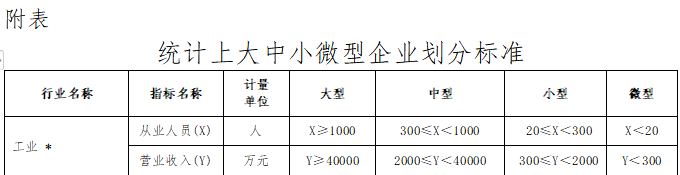 附表
统计上大中小微型企业划分标准
行业名称 指标名称 计量单位 大型 中型 小型 微型
工业 * 从业人员(X) 人 X≥1000 300≤X＜1000 20≤X＜300 X＜20
营业收入(Y) 万元 Y≥40000 2000≤Y＜40000 300≤Y＜2000 Y＜300